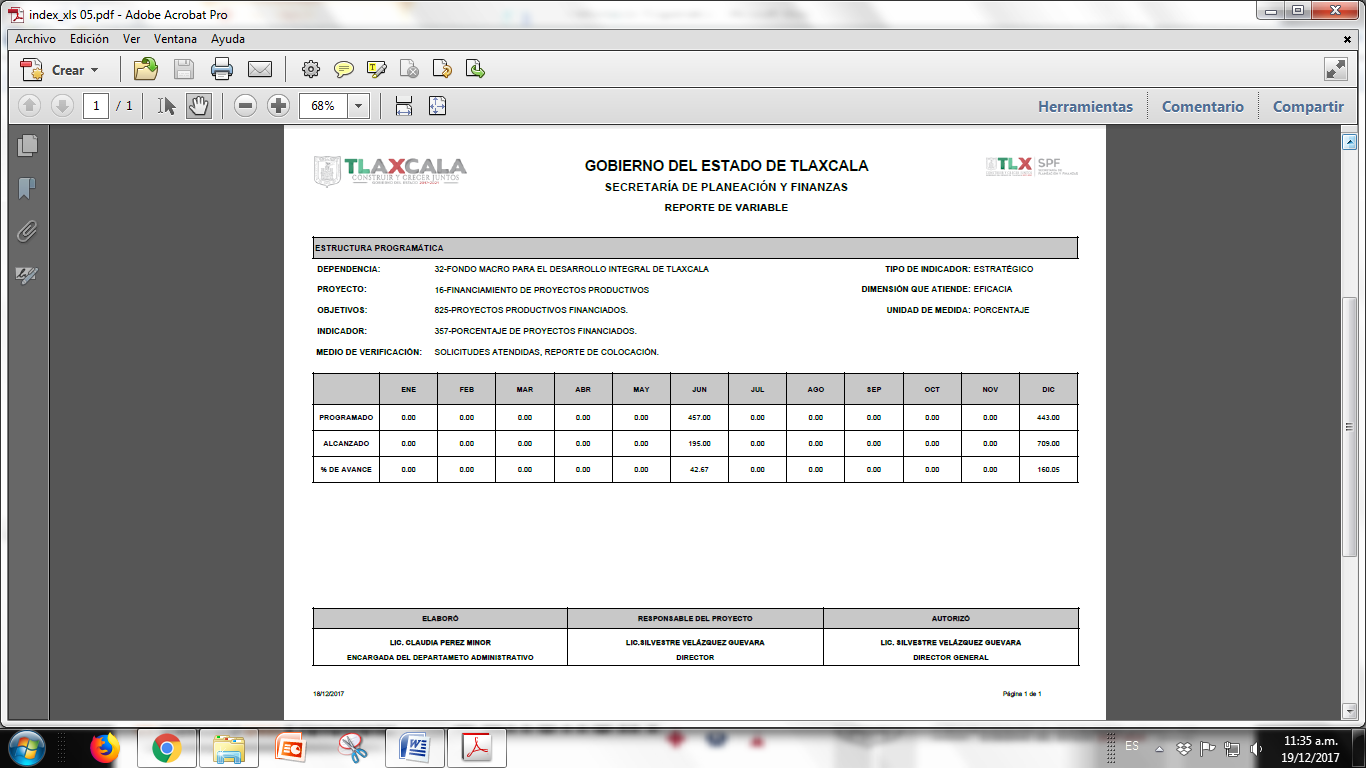 index_xls 05.pdf - Adobe Acrobat Pro
Archivo Edición Ver Ventana Ayuda
Crear
1 / 1 68% Herramientas Comentario Compartir
TLAXCALA
CONSTRUIR Y CRECER JUNTOS
GOBIERNO DEL ESTADO DE TLAXCALA
SECRETARÍA DE PLANEACIÓN Y FINANZAS
REPORTE DE VARIABLE
TLX SPF
ESTRUCTURA PROGRAMÁTICA
DEPENDENCIA: 32-FONDO MACRO PARA EL DESARROLLO INTEGRAL DE TLAXCALA TIPO DE INDICADOR: ESTRATÉGICO
PROYECTO: 16-FINANCIAMIENTO DE PROYECTOS PRODUCTIVOS DIMENSIÓN QUE ATIENDE: EFICACIA
OBJETIVOS: 825-PROYECTOS PRODUCTIVOS FINANCIADOS. UNIDAD DE MEDIDA: PORCENTAJE
INDICADOR: 357-PORCENTAJE DE PROYECTOS FINANCIADOS.
MEDIO DE VERIFICACIÓN: SOLICITUDES ATENDIDAS, REPORTE DE COLOCACIÓN.
ENE FEB MAR ABR MAY JUN JUL AGO SEP OCT NOV DIC
PROGRAMADO 0.00 0.00 0.00 0.00 0.00 457.00 0.00 0.00 0.00 0.00 0.00 443.00
ALCANZADO 0.00 0.00 0.00 0.00 0.00 195.00 0.00 0.00 0.00 0.00 0.00 709.00
% DE AVANCE 0.00 0.00 0.00 0.00 0.00 42.67 0.00 0.00 0.00 0.00 0.00 160.05
ELABORÓ RESPONSABLE DEL PROYECTO AUTORIZÓ
LIC. CLAUDIA PEREZ MINOR LIC.SILVESTRE VELÁZQUEZ GUEVARA LIC. SILVESTRE VELÁZQUEZ GUEVARA
ENCARGADA DEL DEPARTAMETO ADMINISTRATIVO DIRECTOR DIRECTOR GENERAL
18/12/2017 Página 1 de 1
ES 11:35 a.m.
19/12/2017